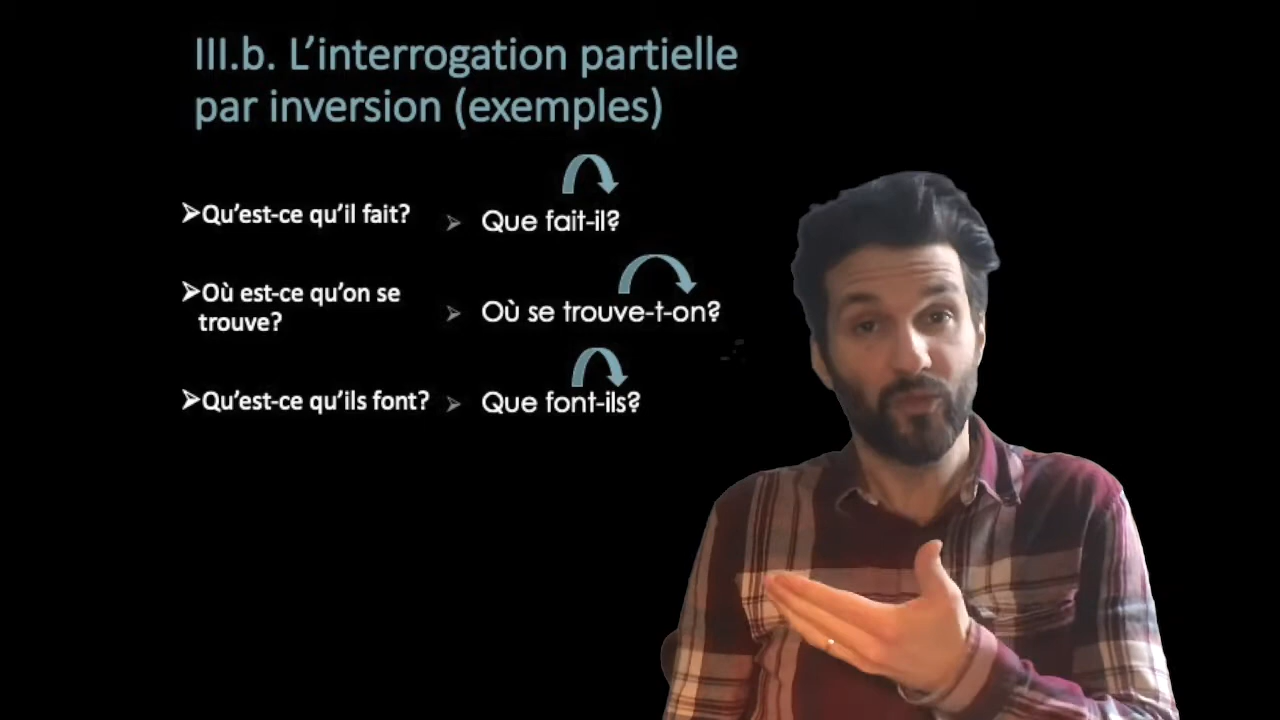 III.b. L’interrogation partielle
par inversion (exemples)
➢Qu’est-ce qu’il fait?
➢ Que fait-il?
➢Où est-ce qu’on se
trouve?
➢ Où se trouve-t-on?
➢Qu’est-ce qu’ils font?
➢ Que font-ils?